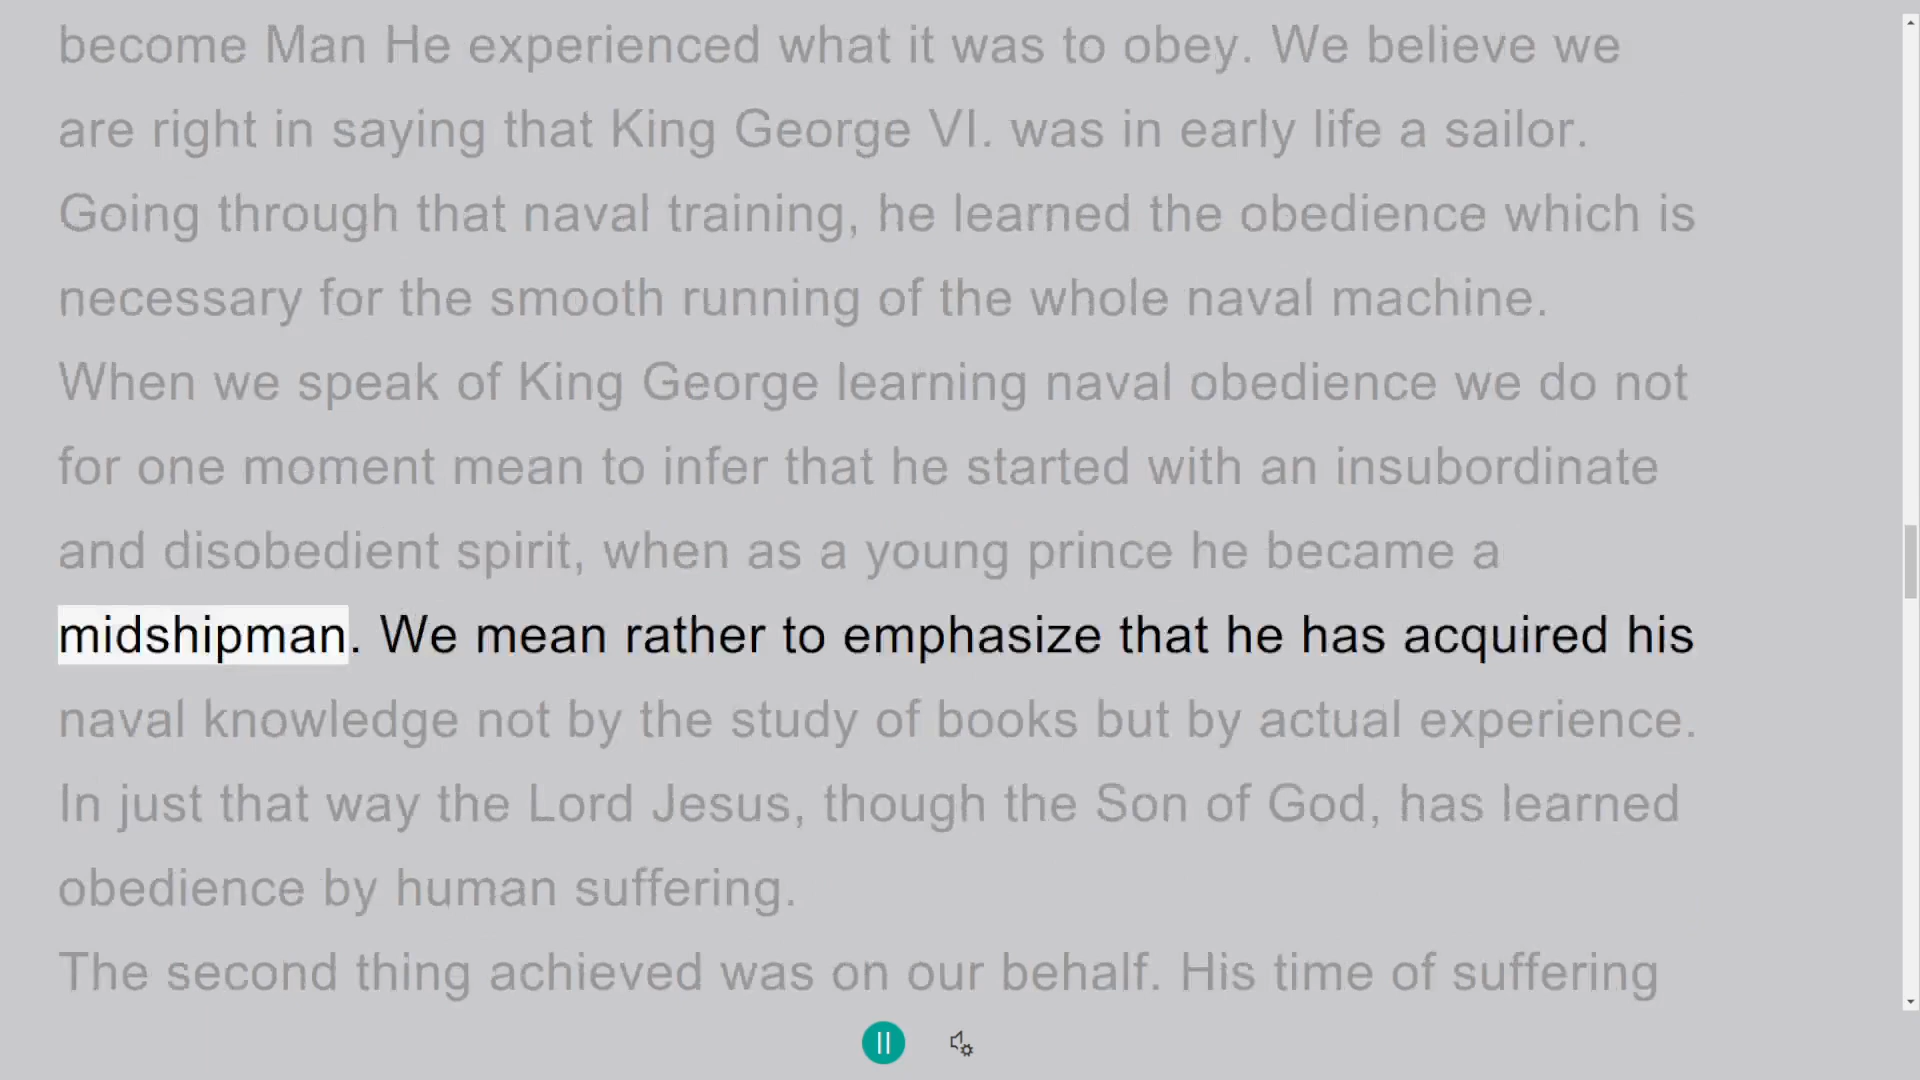 become Man He experienced what it was to obey. We believe we
are right in saying that King George VI. was in early life a sailor.
Going through that naval training, he learned the obedience which is
necessary for the smooth running of the whole naval machine.
When we speak of King George learning naval obedience we do not
for one moment mean to infer that he started with an insubordinate
and disobedient spirit, when as a young prince he became a
midshipman. We mean rather to emphasize that he has acquired his
naval knowledge not by the study of books but by actual experience.
In just that way the Lord Jesus, though the Son of God, has learned
obedience by human suffering.
The second thing achieved was on our behalf. His time of suffering